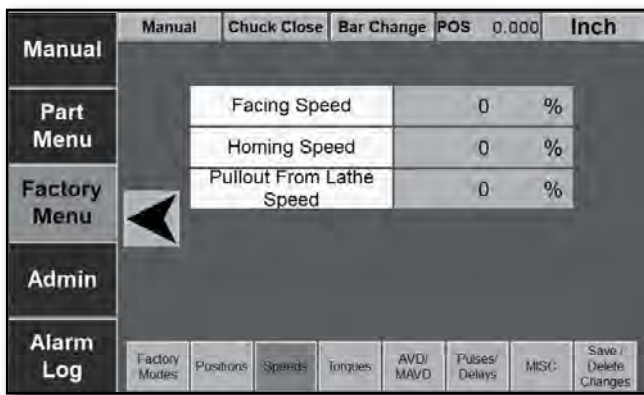 Manual
Chuck Close
Bar Change
POS 0.000
Inch
Manual
Part
Menu
Factory
Menu
Admin
Alarm
Log
Facing Speed 0 %
Homing Speed 0 %
Pullout From Lathe
Speed 0 %
Factory
Modes
Positions
Speeds
Torques
AVD/
MAVD
Pulses/
Delays
MISC.
Save /
Delete
Changes